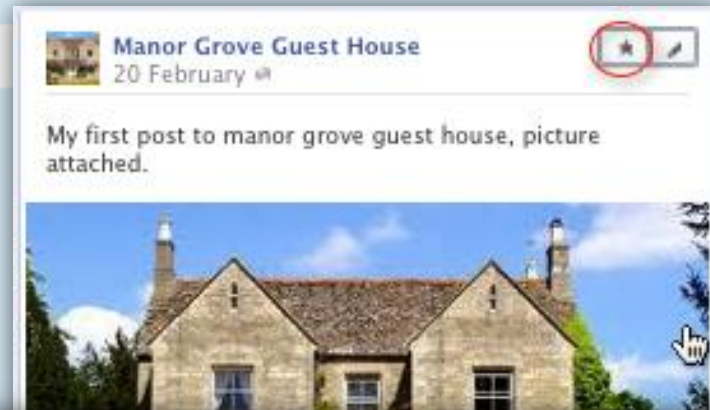 Manor Grove Guest House
20 February
My first post to manor grove guest house, picture
attached.